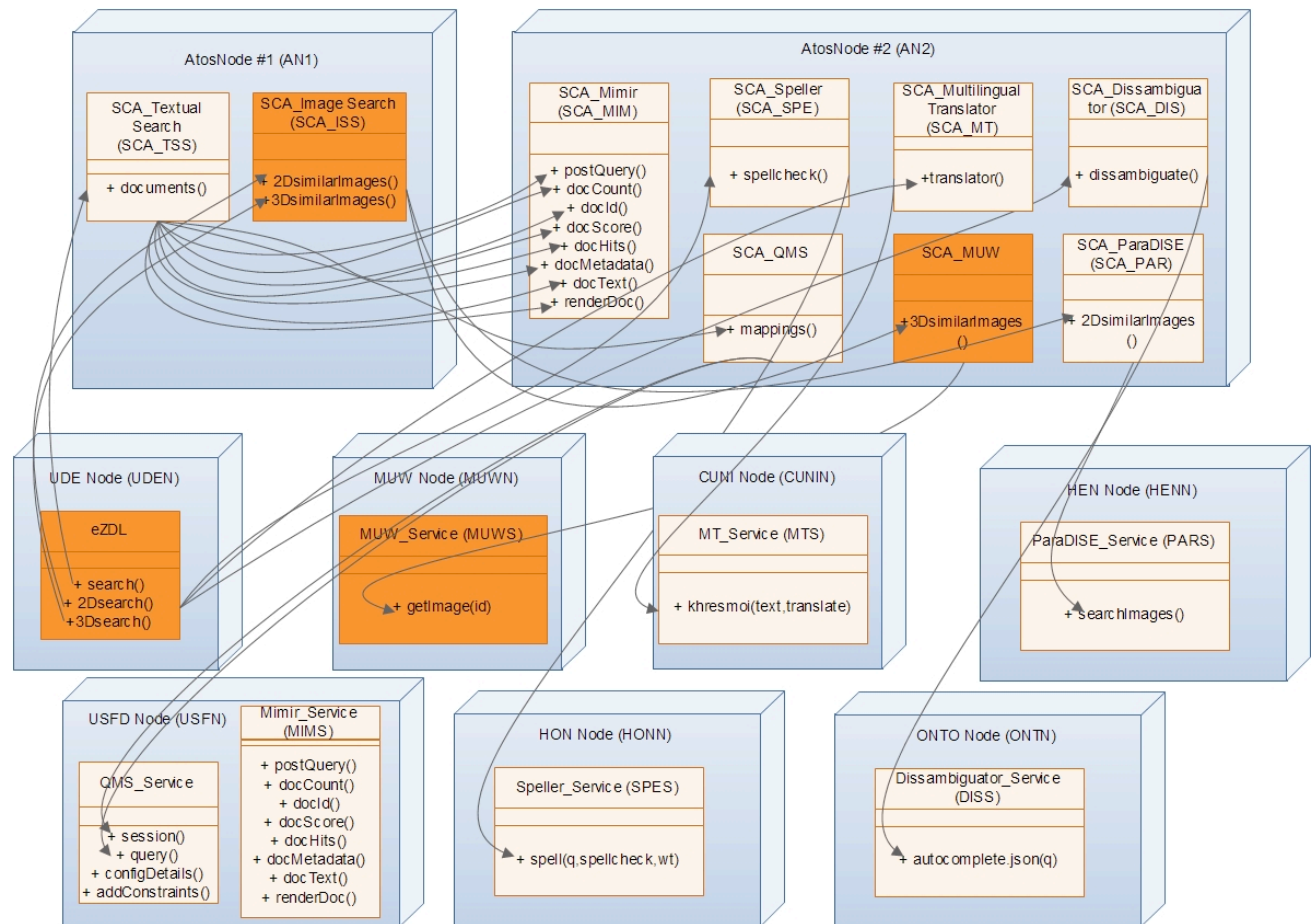 AtosNode #1 (AN1)
SCA_Textual
Search
(SCA_TSS)
+ documents()
SCA_Image Search
(SCA_ISS)
+ 2DsimilarImages()
+3DsimilarImages()
AtosNode #2 (AN2)
SCA_Mimir
(SCA_MIM)
+ postQuery()
+ docCount()
+ docId()
+ docScore()
+ docHits()
+ docMetadata()
+ docText()
+ renderDoc()
SCA_Speller
(SCA_SPE)
+ spellcheck()
SCA_Multilingual
Translator
(SCA_MT)
+translator()
SCA_Dissambigua
tor (SCA_DIS)
+ dissambiguate()
SCA_QMS
+ mappings()
SCA_MUW
+3DsimilarImages
()
SCA_ParaDISE
(SCA_PAR)
+ 2DsimilarImages
()
UDE Node (UDEN)
eZDL
+ search()
+ 2Dsearch()
+3Dsearch()
MUW Node (MUWN)
MUW_Service (MUWS)
+ getImage(id)
CUNI Node (CUNIN)
MT_Service (MTS)
+ khresmoi(text,translate)
HEN Node (HENN)
ParaDISE_Service (PARS)
+ searchImages()
USFD Node (USFN)
QMS_Service
+ session()
+ query()
+ configDetails()
+ addConstraints()
Mimir_Service
(MIMS)
+ postQuery()
+ docCount()
+ docId()
+ docScore()
+ docHits()
+ docMetadata()
+ docText()
+ renderDoc()
HON Node (HONN)
Speller_Service (SPES)
+ spell(q,spellcheck,wt)
ONTO Node (ONTN)
Dissambiguator_Service
(DISS)
+ autocomplete.json(q)